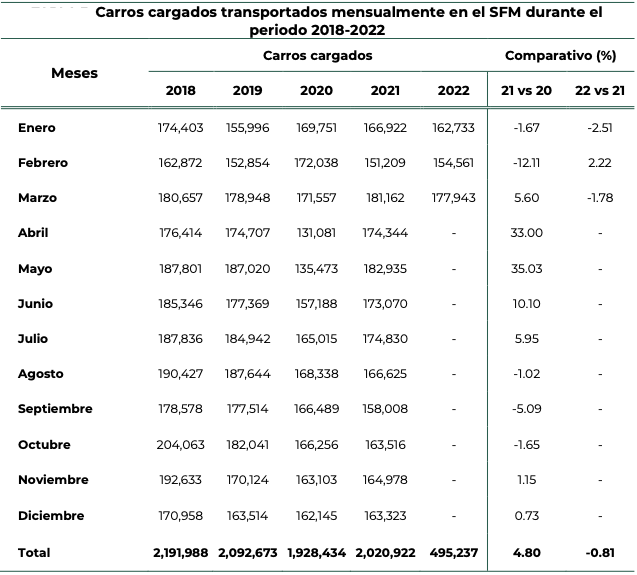 Carros cargados transportados mensualmente en el SFM durante el
periodo 2018-2022
Meses Carros cargados Comparativo (%)
2018 2019 2020 2021 2022 21 vs 20 22 vs 21
Enero 174,403 155,996 169,751 166,922 162,733 -1.67 -2.51
Febrero 162,872 152,854 172,038 151,209 154,561 -12.11 2.22
Marzo 180,657 178,948 171,557 181,162 177,943 5.60 -1.78
Abril 176,414 174,707 131,081 174,344 - 33.00 -
Mayo 187,801 187,020 135,473 182,935 - 35.03 -
Junio 185,346 177,369 157,188 173,070 - 10.10 -
Julio 187,836 184,942 165,015 174,830 - 5.95 -
Agosto 190,427 187,644 168,338 166,625 - -1.02 -
Septiembre 178,578 177,514 166,489 158,008 - -5.09 -
Octubre 204,063 182,041 166,256 163,516 - -1.65 -
Noviembre 192,633 170,124 163,103 164,978 - 1.15 -
Diciembre 170,958 163,514 162,145 163,323 - 0.73 -
Total 2,191,988 2,092,673 1,928,434 2,020,922 495,237 4.80 -0.81